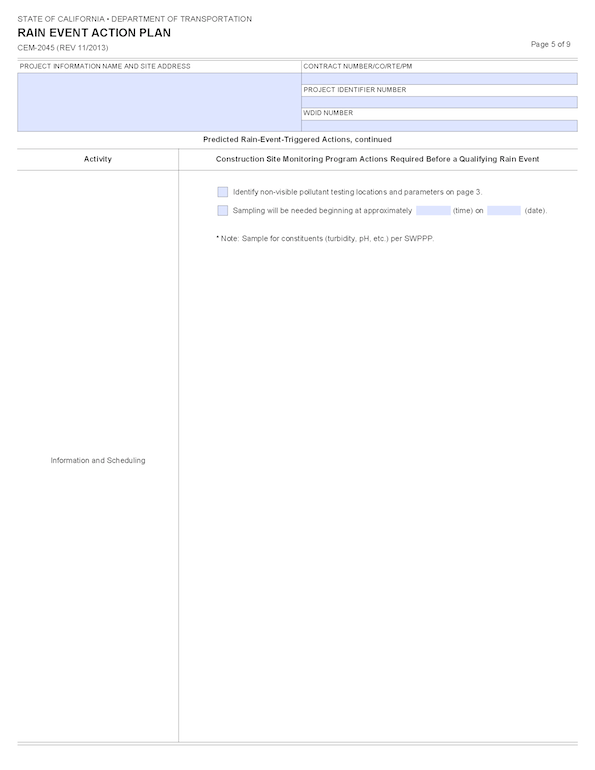 STATE OF CALIFORNIA • DEPARTMENT OF TRANSPORTATION
RAIN EVENT ACTION PLAN
CEM-2045 (REV 11/2013)
Page 5 of 9
PROJECT INFORMATION NAME AND SITE ADDRESS
CONTRACT NUMBER/CO/RTE/PM
PROJECT IDENTIFIER NUMBER
WDID NUMBER
Predicted Rain-Event-Triggered Actions, continued
Activity
Construction Site Monitoring Program Actions Required Before a Qualifying Rain Event
Identify non-visible pollutant testing locations and parameters on page 3.
Sampling will be needed beginning at approximately (time) on (date).
* Note: Sample for constituents (turbidity, pH, etc.) per SWPPP.
Information and Scheduling